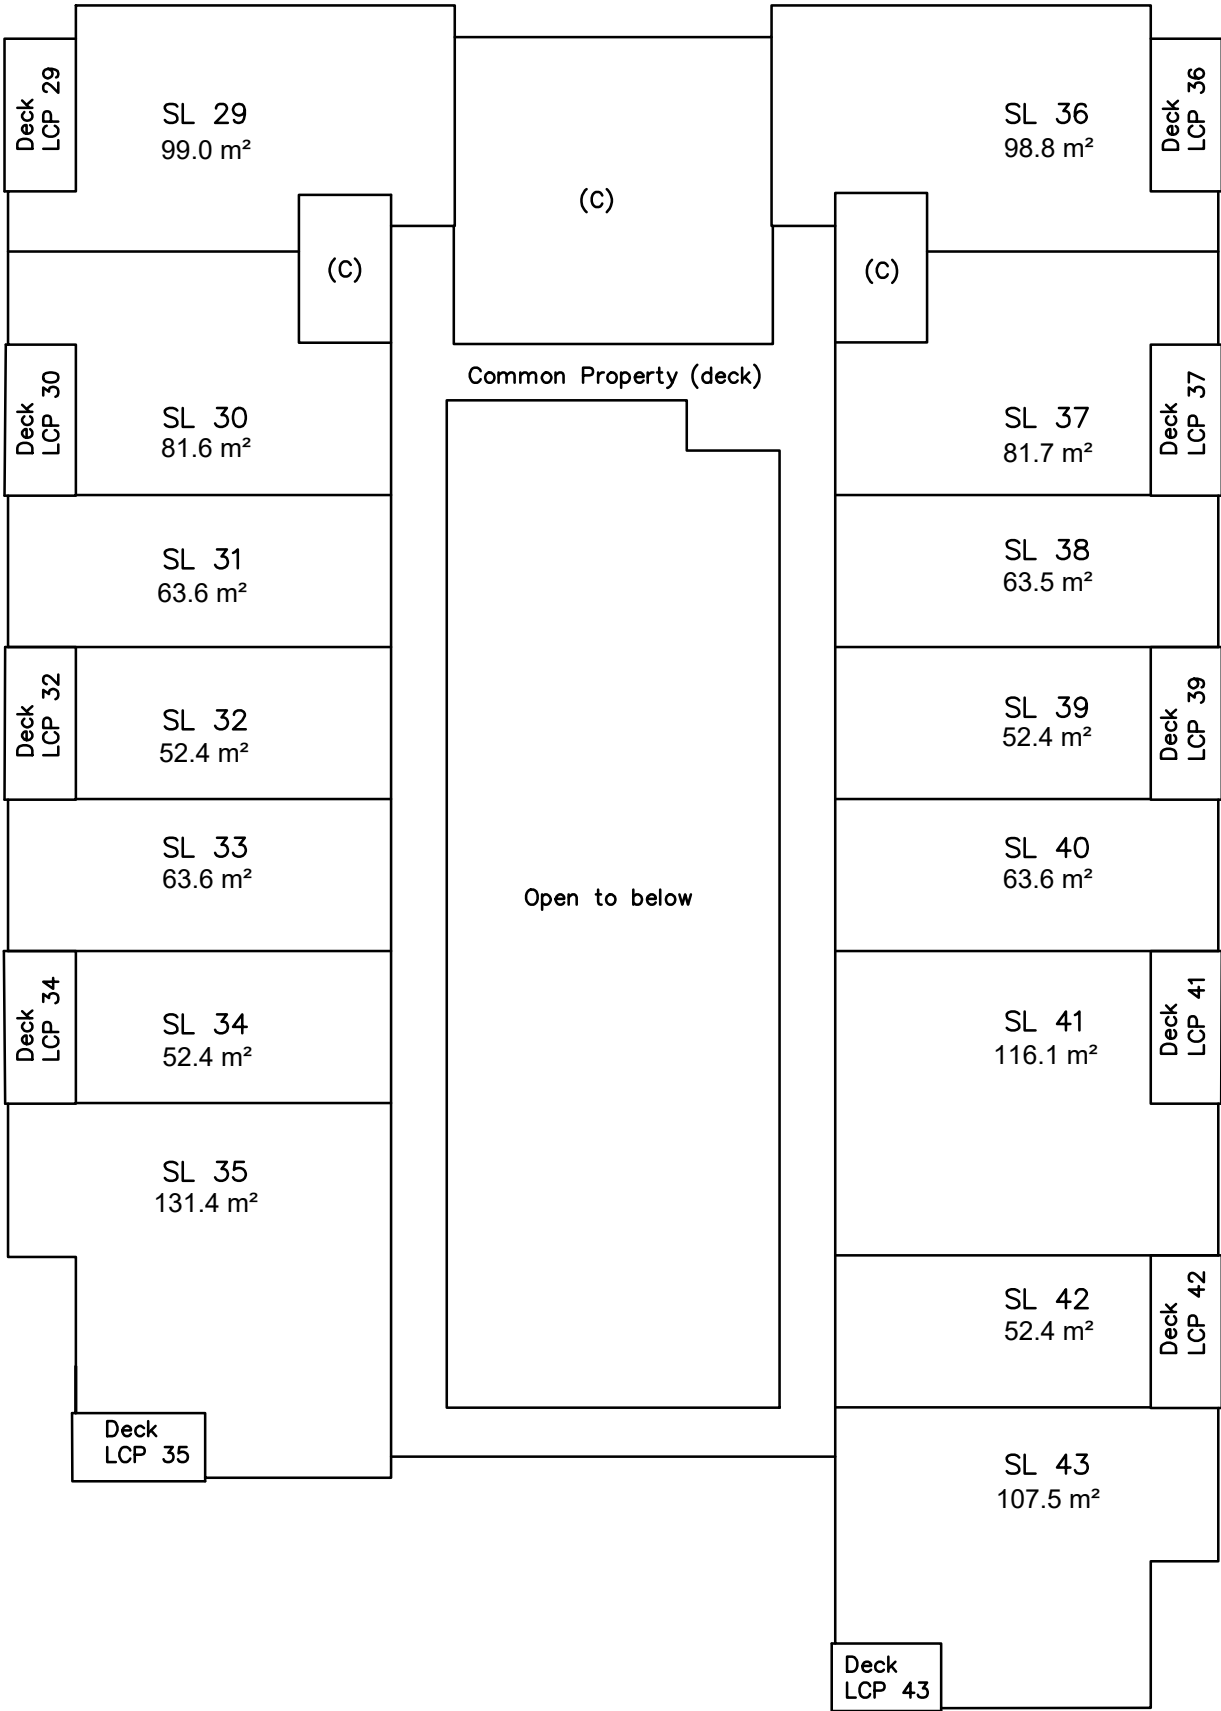 Deck
LCP 29
SL 29
99.0 m²
(C)
SL 36
98.8 m²
Deck
LCP 36
(C)
(C)
Common Property (deck)
Deck
LCP 30
SL 30
81.6 m²
SL 37
81.7 m²
Deck
LCP 37
SL 31
63.6 m²
SL 38
63.5 m²
Deck
LCP 32
SL 32
52.4 m²
SL 39
52.4 m²
Deck
LCP 39
SL 33
63.6 m²
SL 40
63.6 m²
Open to below
Deck
LCP 34
SL 34
52.4 m²
SL 41
116.1 m²
Deck
LCP 41
SL 35
131.4 m²
SL 42
52.4 m²
Deck
LCP 42
Deck
LCP 35
SL 43
107.5 m²
Deck
LCP 43